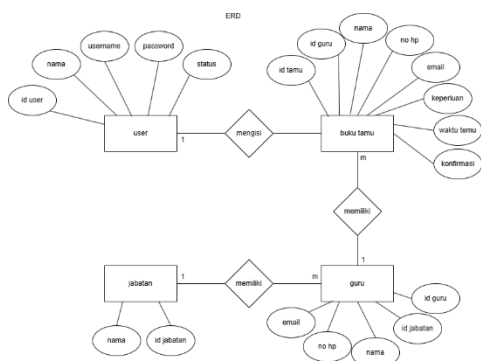 ERD
username
password
nama
status
id user
user
1
mengisi
nama
id guru
no hp
id tamu
email
keperluan
waktu temu
konfirmasi
buku tamu
m
memiliki
1
jabatan
1
memiliki
m
guru
nama
id jabatan
email
no hp
nama
id jabatan
id guru